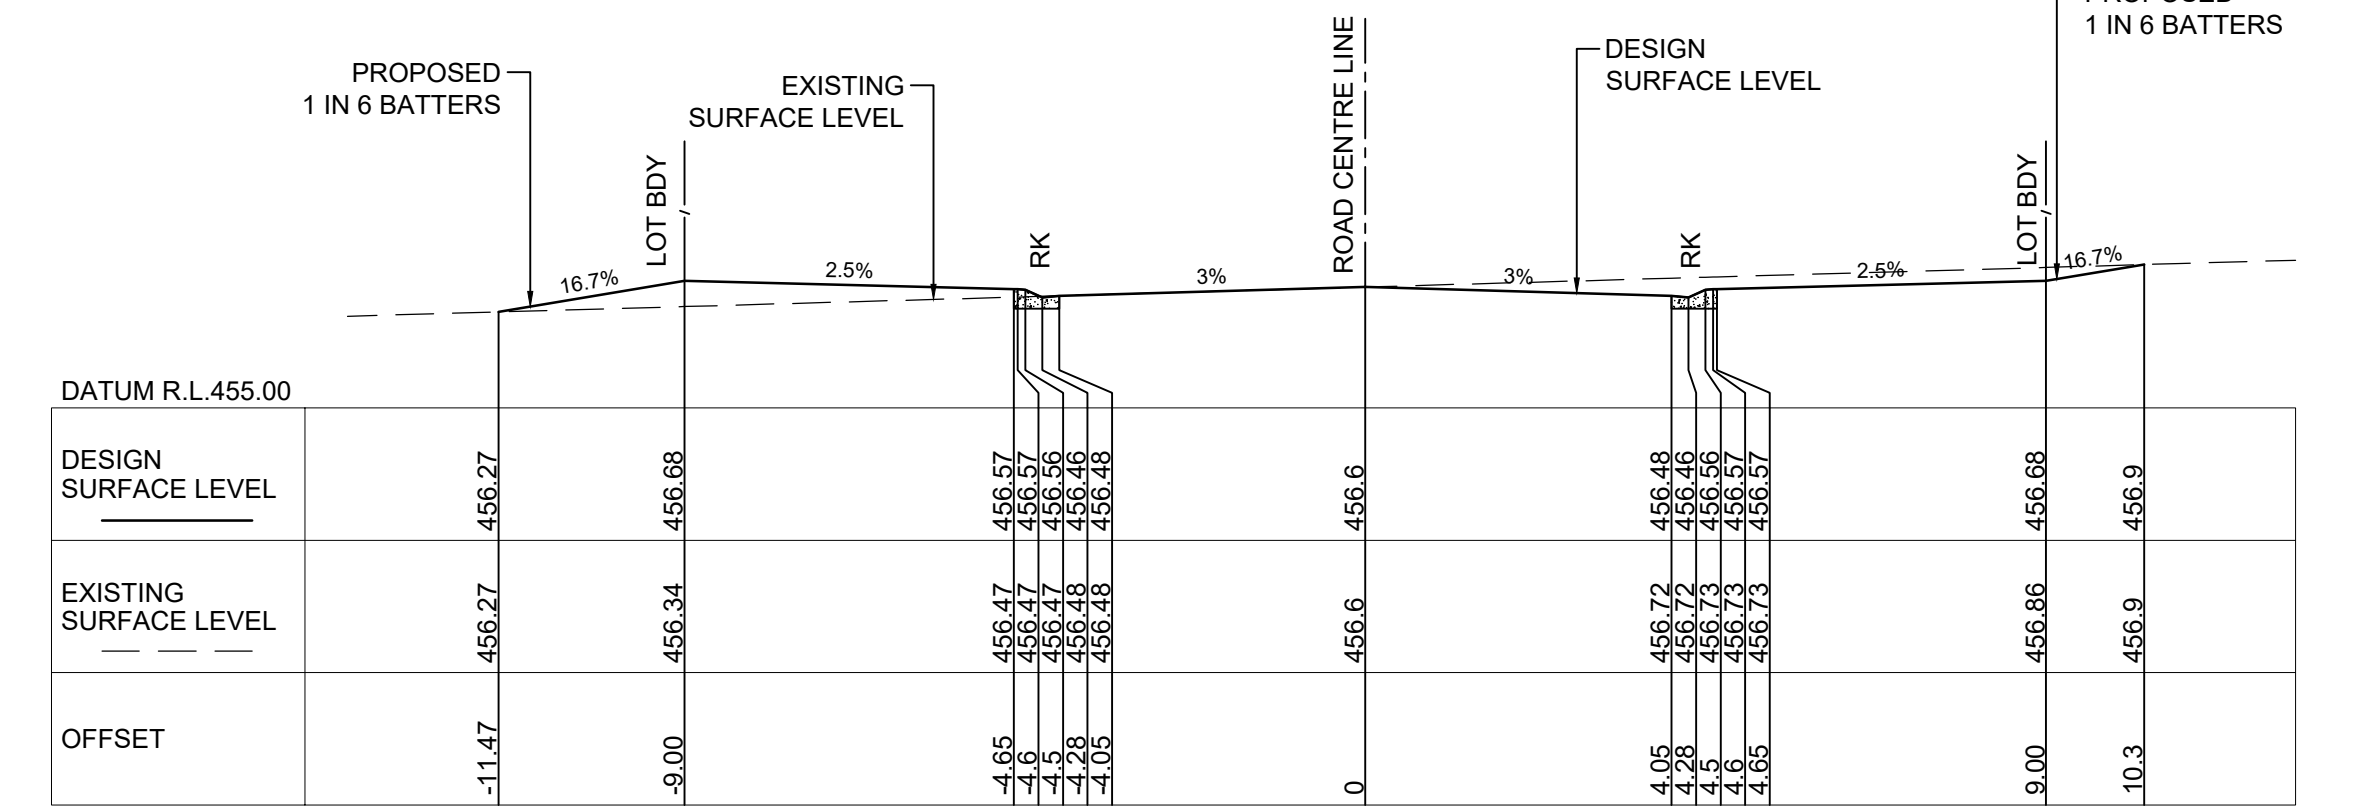 1 IN 6 BATTERS
PROPOSED
1 IN 6 BATTERS
EXISTING
SURFACE LEVEL
DESIGN
SURFACE LEVEL
LOT BDY
RK
ROAD CENTRE LINE
RK
LOT BDY
16.7%
2.5%
3%
3%
2.5%
16.7%
DATUM R.L.455.00
DESIGN
SURFACE LEVEL
456.27
456.68
456.57
456.57
456.56
456.46
456.48
456.6
456.48
456.46
456.56
456.57
456.57
456.68
456.9
EXISTING
SURFACE LEVEL
456.27
456.34
456.47
456.47
456.47
456.48
456.48
456.6
456.72
456.72
456.73
456.73
456.73
456.86
456.9
OFFSET
-11.47
-9.00
-4.65
-4.6
-4.5
-4.28
-4.05
0
4.05
4.28
4.5
4.6
4.65
9.00
10.3